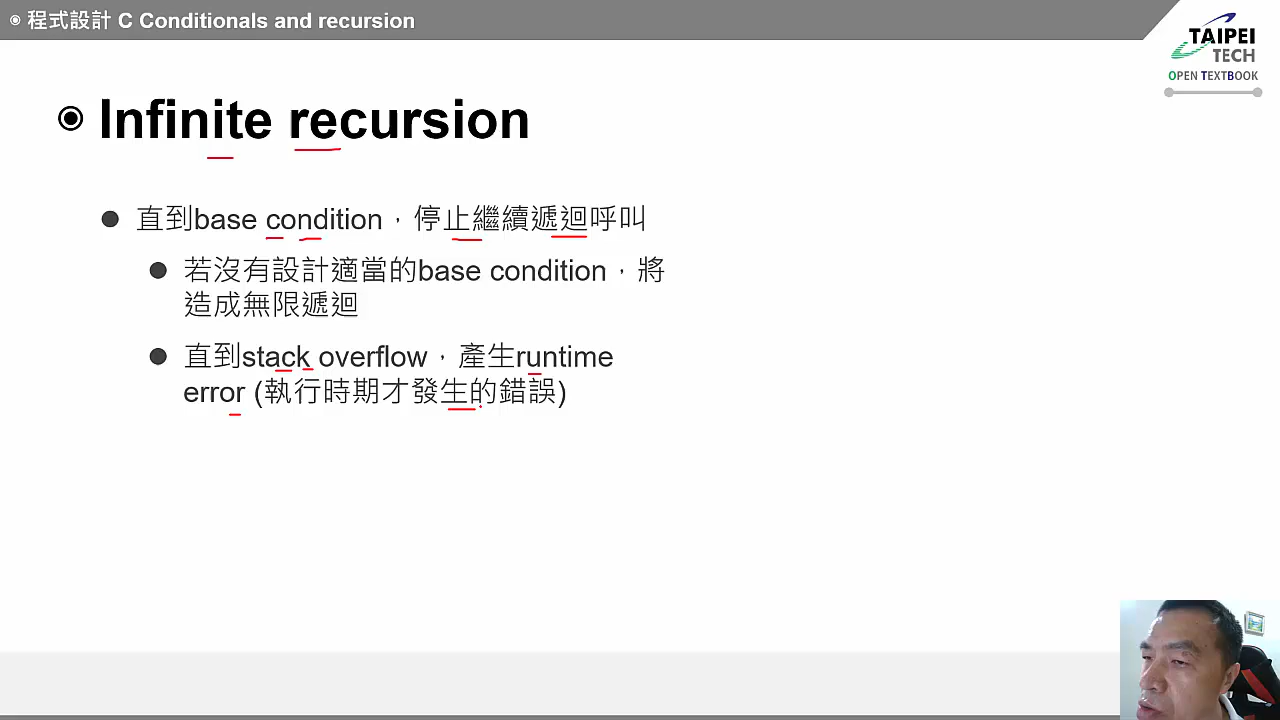 程式設計 C Conditionals and recursion
TAIPEI
TECH
OPEN TEXTBOOK
Infinite recursion
直到base condition，停止繼續遞迴呼叫
若沒有設計適當的base condition，將
造成無限遞迴
直到stack overflow，產生runtime
error (執行時期才發生的錯誤)